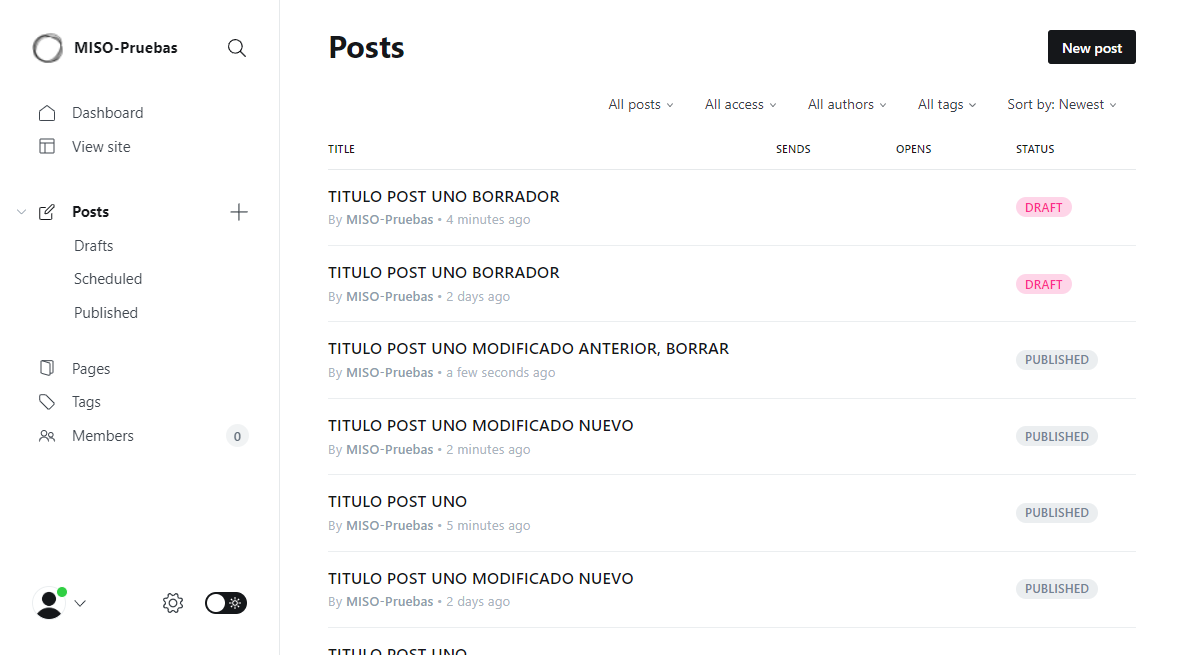 MISO-Pruebas
Dashboard
View site
Posts
Drafts
Scheduled
Published
Pages
Tags
Members 0
Posts
New post
All posts All access All authors All tags Sort by: Newest
TITLE SENDS OPENS STATUS
TITULO POST UNO BORRADOR
By MISO-Pruebas • 4 minutes ago
DRAFT
TITULO POST UNO BORRADOR
By MISO-Pruebas • 2 days ago
DRAFT
TITULO POST UNO MODIFICADO ANTERIOR, BORRAR
By MISO-Pruebas • a few seconds ago
PUBLISHED
TITULO POST UNO MODIFICADO NUEVO
By MISO-Pruebas • 2 minutes ago
PUBLISHED
TITULO POST UNO
By MISO-Pruebas • 5 minutes ago
PUBLISHED
TITULO POST UNO MODIFICADO NUEVO
By MISO-Pruebas • 2 days ago
PUBLISHED
TITULO POST UNO